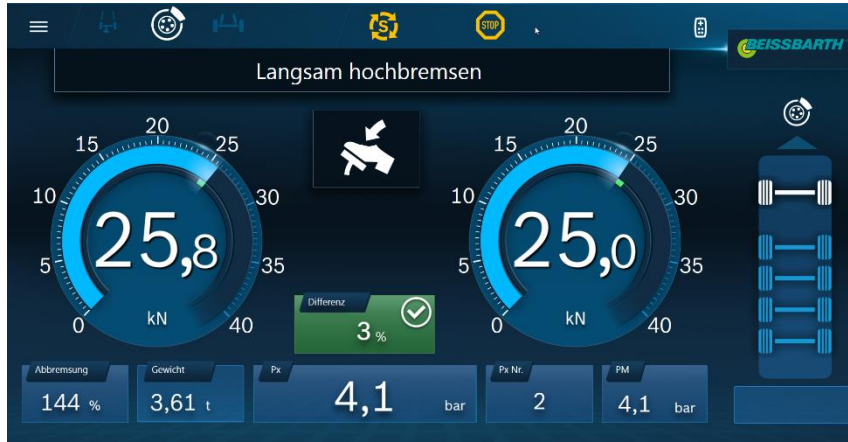 S
STOP
BEISSBARTH
Langsam hochbremsen
0
5
10
15
20
25
30
35
40
25,8
kN
0
5
10
15
20
25
30
35
40
25,0
kN
Differenz
3 %
Abbremsung
144 %
Gewicht
3,61 t
Px
4,1 bar
Px Nr.
2
PM
4,1 bar